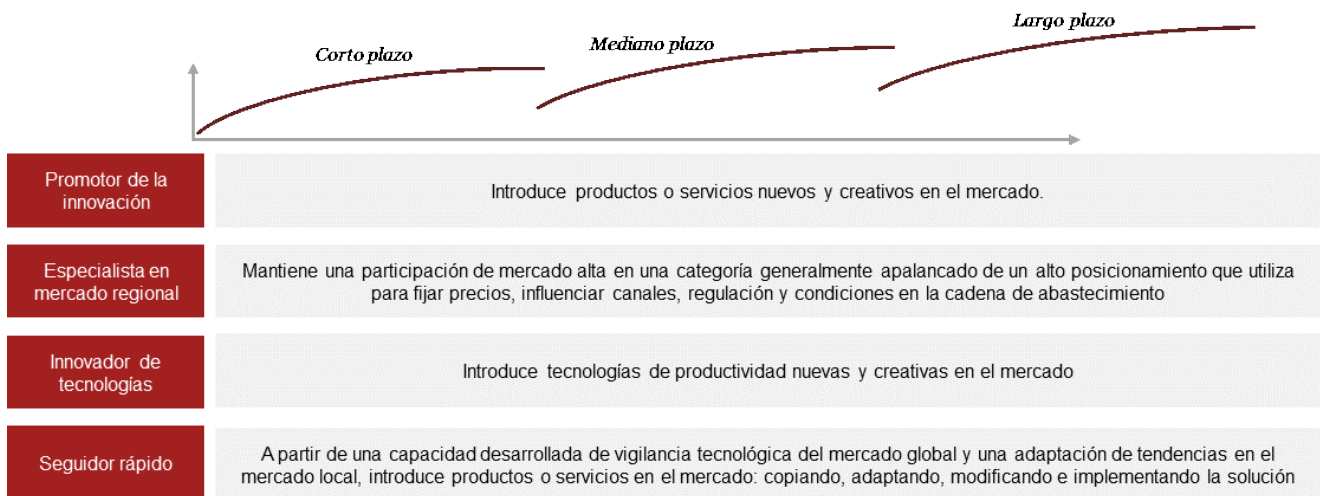 Corto plazo
Mediano plazo
Largo plazo
Promotor de la
innovación
Introduce productos o servicios nuevos y creativos en el mercado.
Especialista en
mercado regional
Mantiene una participación de mercado alta en una categoría generalmente apalancado de un alto posicionamiento que utiliza
para fijar precios, influenciar canales, regulación y condiciones en la cadena de abastecimiento
Innovador de
tecnologías
Introduce tecnologías de productividad nuevas y creativas en el mercado
Seguidor rápido
A partir de una capacidad desarrollada de vigilancia tecnológica del mercado global y una adaptación de tendencias en el
mercado local, introduce productos o servicios en el mercado: copiando, adaptando, modificando e implementando la solución